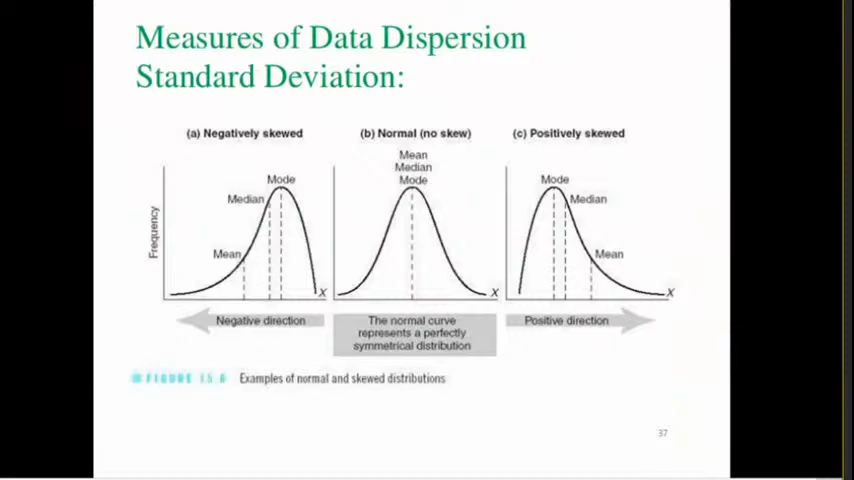 Measures of Data Dispersion
Standard Deviation:
(a) Negatively skewed
(b) Normal (no skew)
(c) Positively skewed
Frequency
Mode
Median
Mean
X
Mean
Median
Mode
X
Mode
Median
Mean
X
Negative direction
The normal curve
represents a perfectly
symmetrical distribution
Positive direction
FIGURE 15.6 Examples of normal and skewed distributions
37